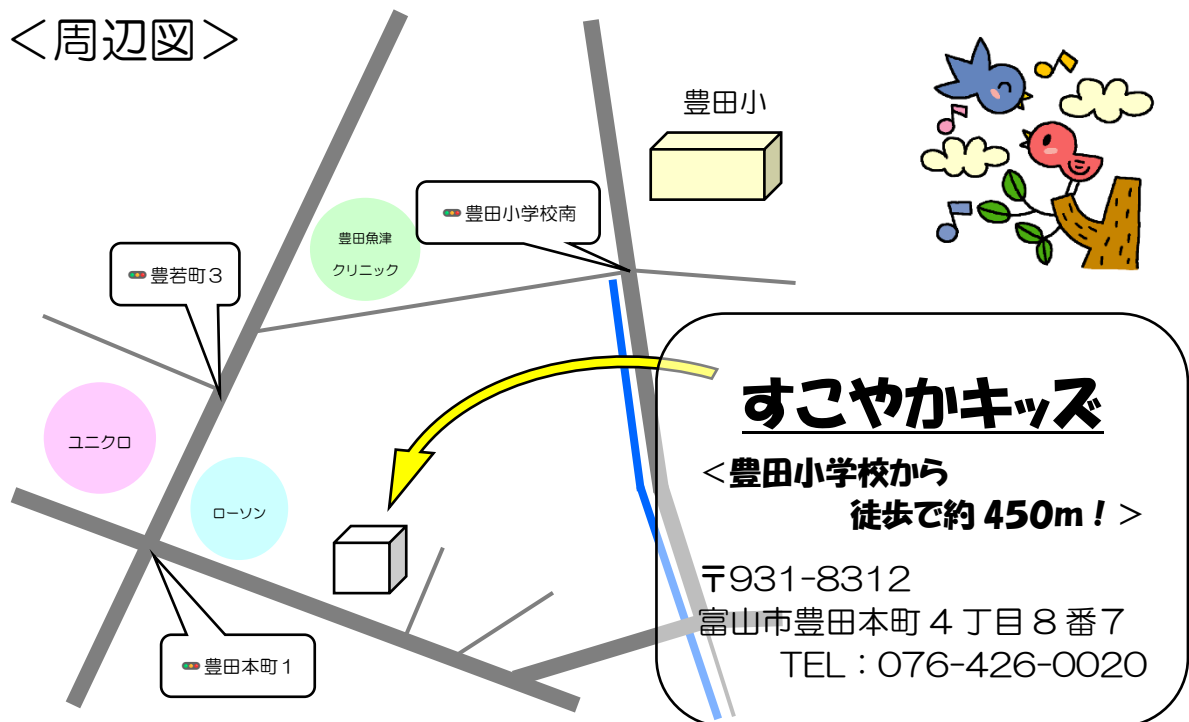 ＜周辺図＞
豊田小
豊田小学校南
豊田魚津
クリニック
豊若町３
ユニクロ
ローソン
豊田本町１
すこやかキッズ
＜豊田小学校から
徒歩で約 450m！＞
〒931-8312
富山市豊田本町４丁目８番７
TEL：076-426-0020